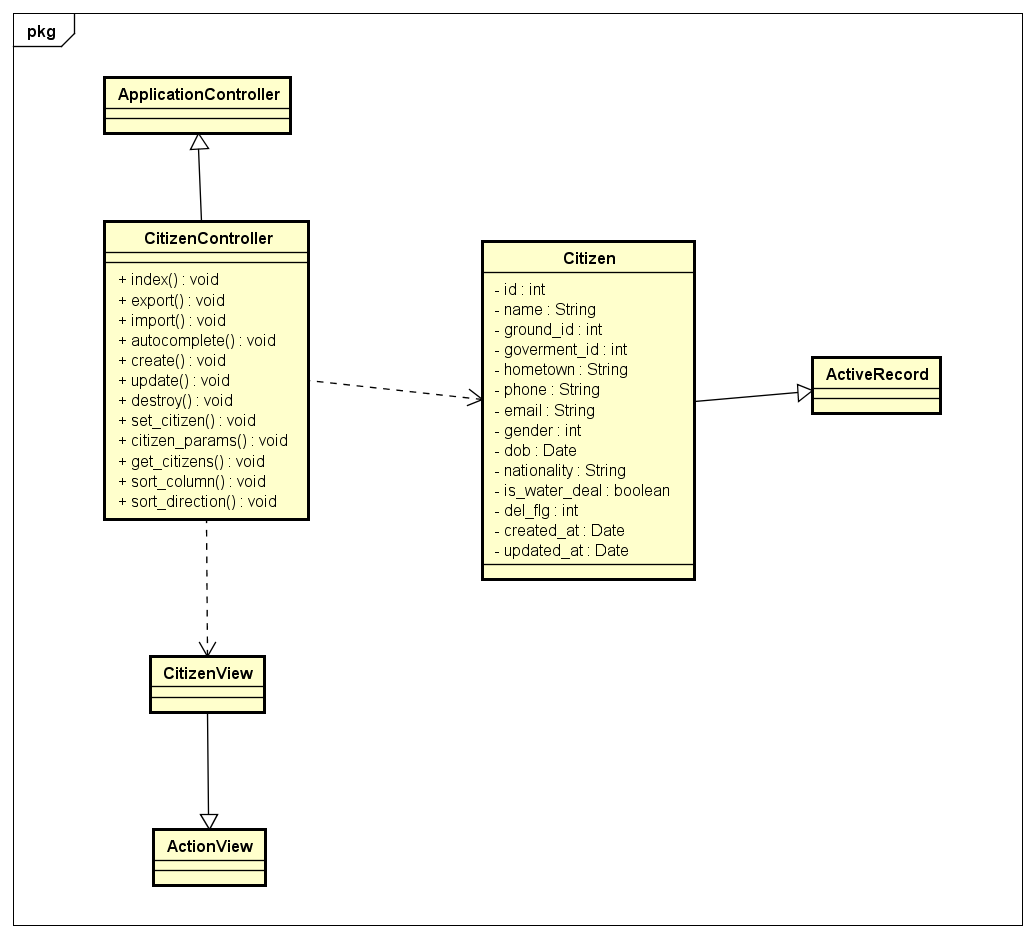 pkg
ApplicationController
CitizenController
+ index() : void
+ export() : void
+ import() : void
+ autocomplete() : void
+ create() : void
+ update() : void
+ destroy() : void
+ set_citizen() : void
+ citizen_params() : void
+ get_citizens() : void
+ sort_column() : void
+ sort_direction() : void
Citizen
- id : int
- name : String
- ground_id : int
- goverment_id : int
- hometown : String
- phone : String
- email : String
- gender : int
- dob : Date
- nationality : String
- is_water_deal : boolean
- del_flg : int
- created_at : Date
- updated_at : Date
ActiveRecord
CitizenView
ActionView